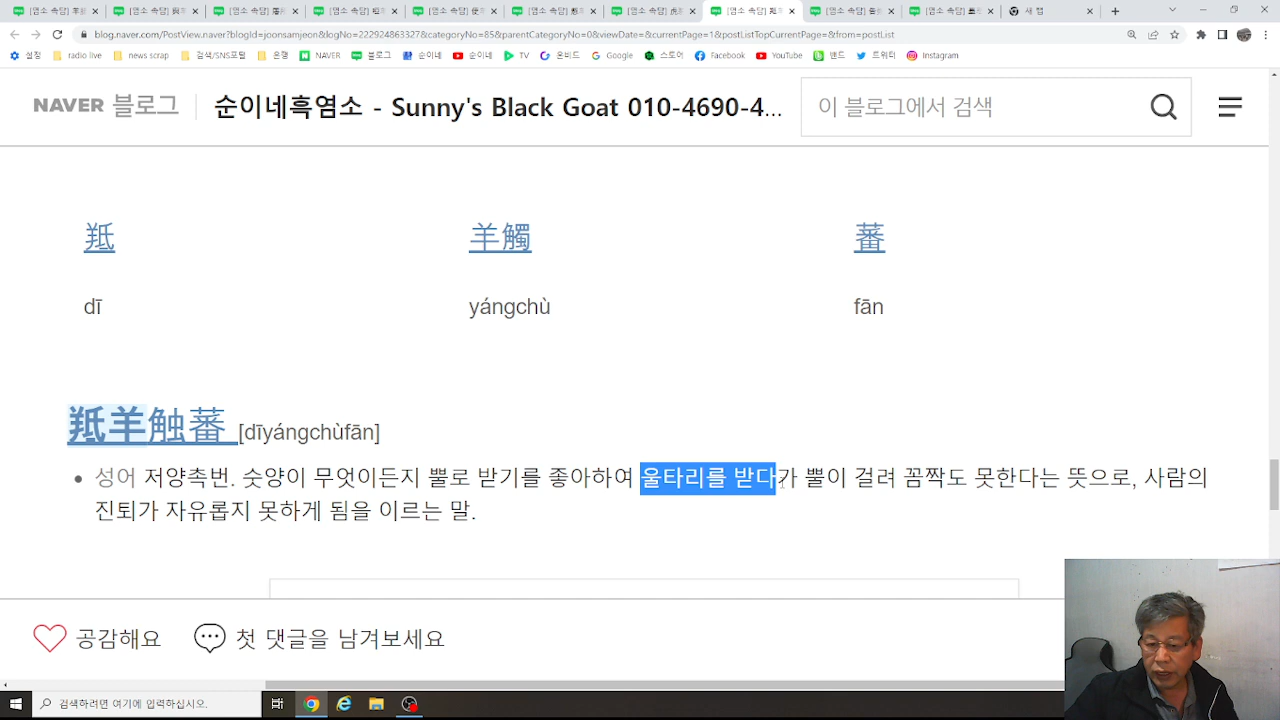 blog.naver.com/PostView.naver?blogId=joonsamjeon&logNo=222924863327&categoryNo=85&parentCategoryNo=0&viewDate=&currentPage=1&postListTopCurrentPage=&from=postList
설정 radio live news scrap 검색/SNS포탈 은행 NAVER 블로그 순이네 순이네 TV 온비드 Google 스토어 Facebook YouTube 밴드 트위터 Instagram
NAVER 블로그 순이네흑염소 - Sunny's Black Goat 010-4690-4... 이 블로그에서 검색
羝 羊觸 蕃
dī yángchù fān
羝羊触蕃 [dīyángchùfān]
성어 저양촉번. 숫양이 무엇이든지 뿔로 받기를 좋아하여 울타리를 받다가 뿔이 걸려 꼼짝도 못한다는 뜻으로, 사람의
진퇴가 자유롭지 못하게 됨을 이르는 말.
공감해요 첫 댓글을 남겨보세요
검색하려면 여기에 입력하십시오.